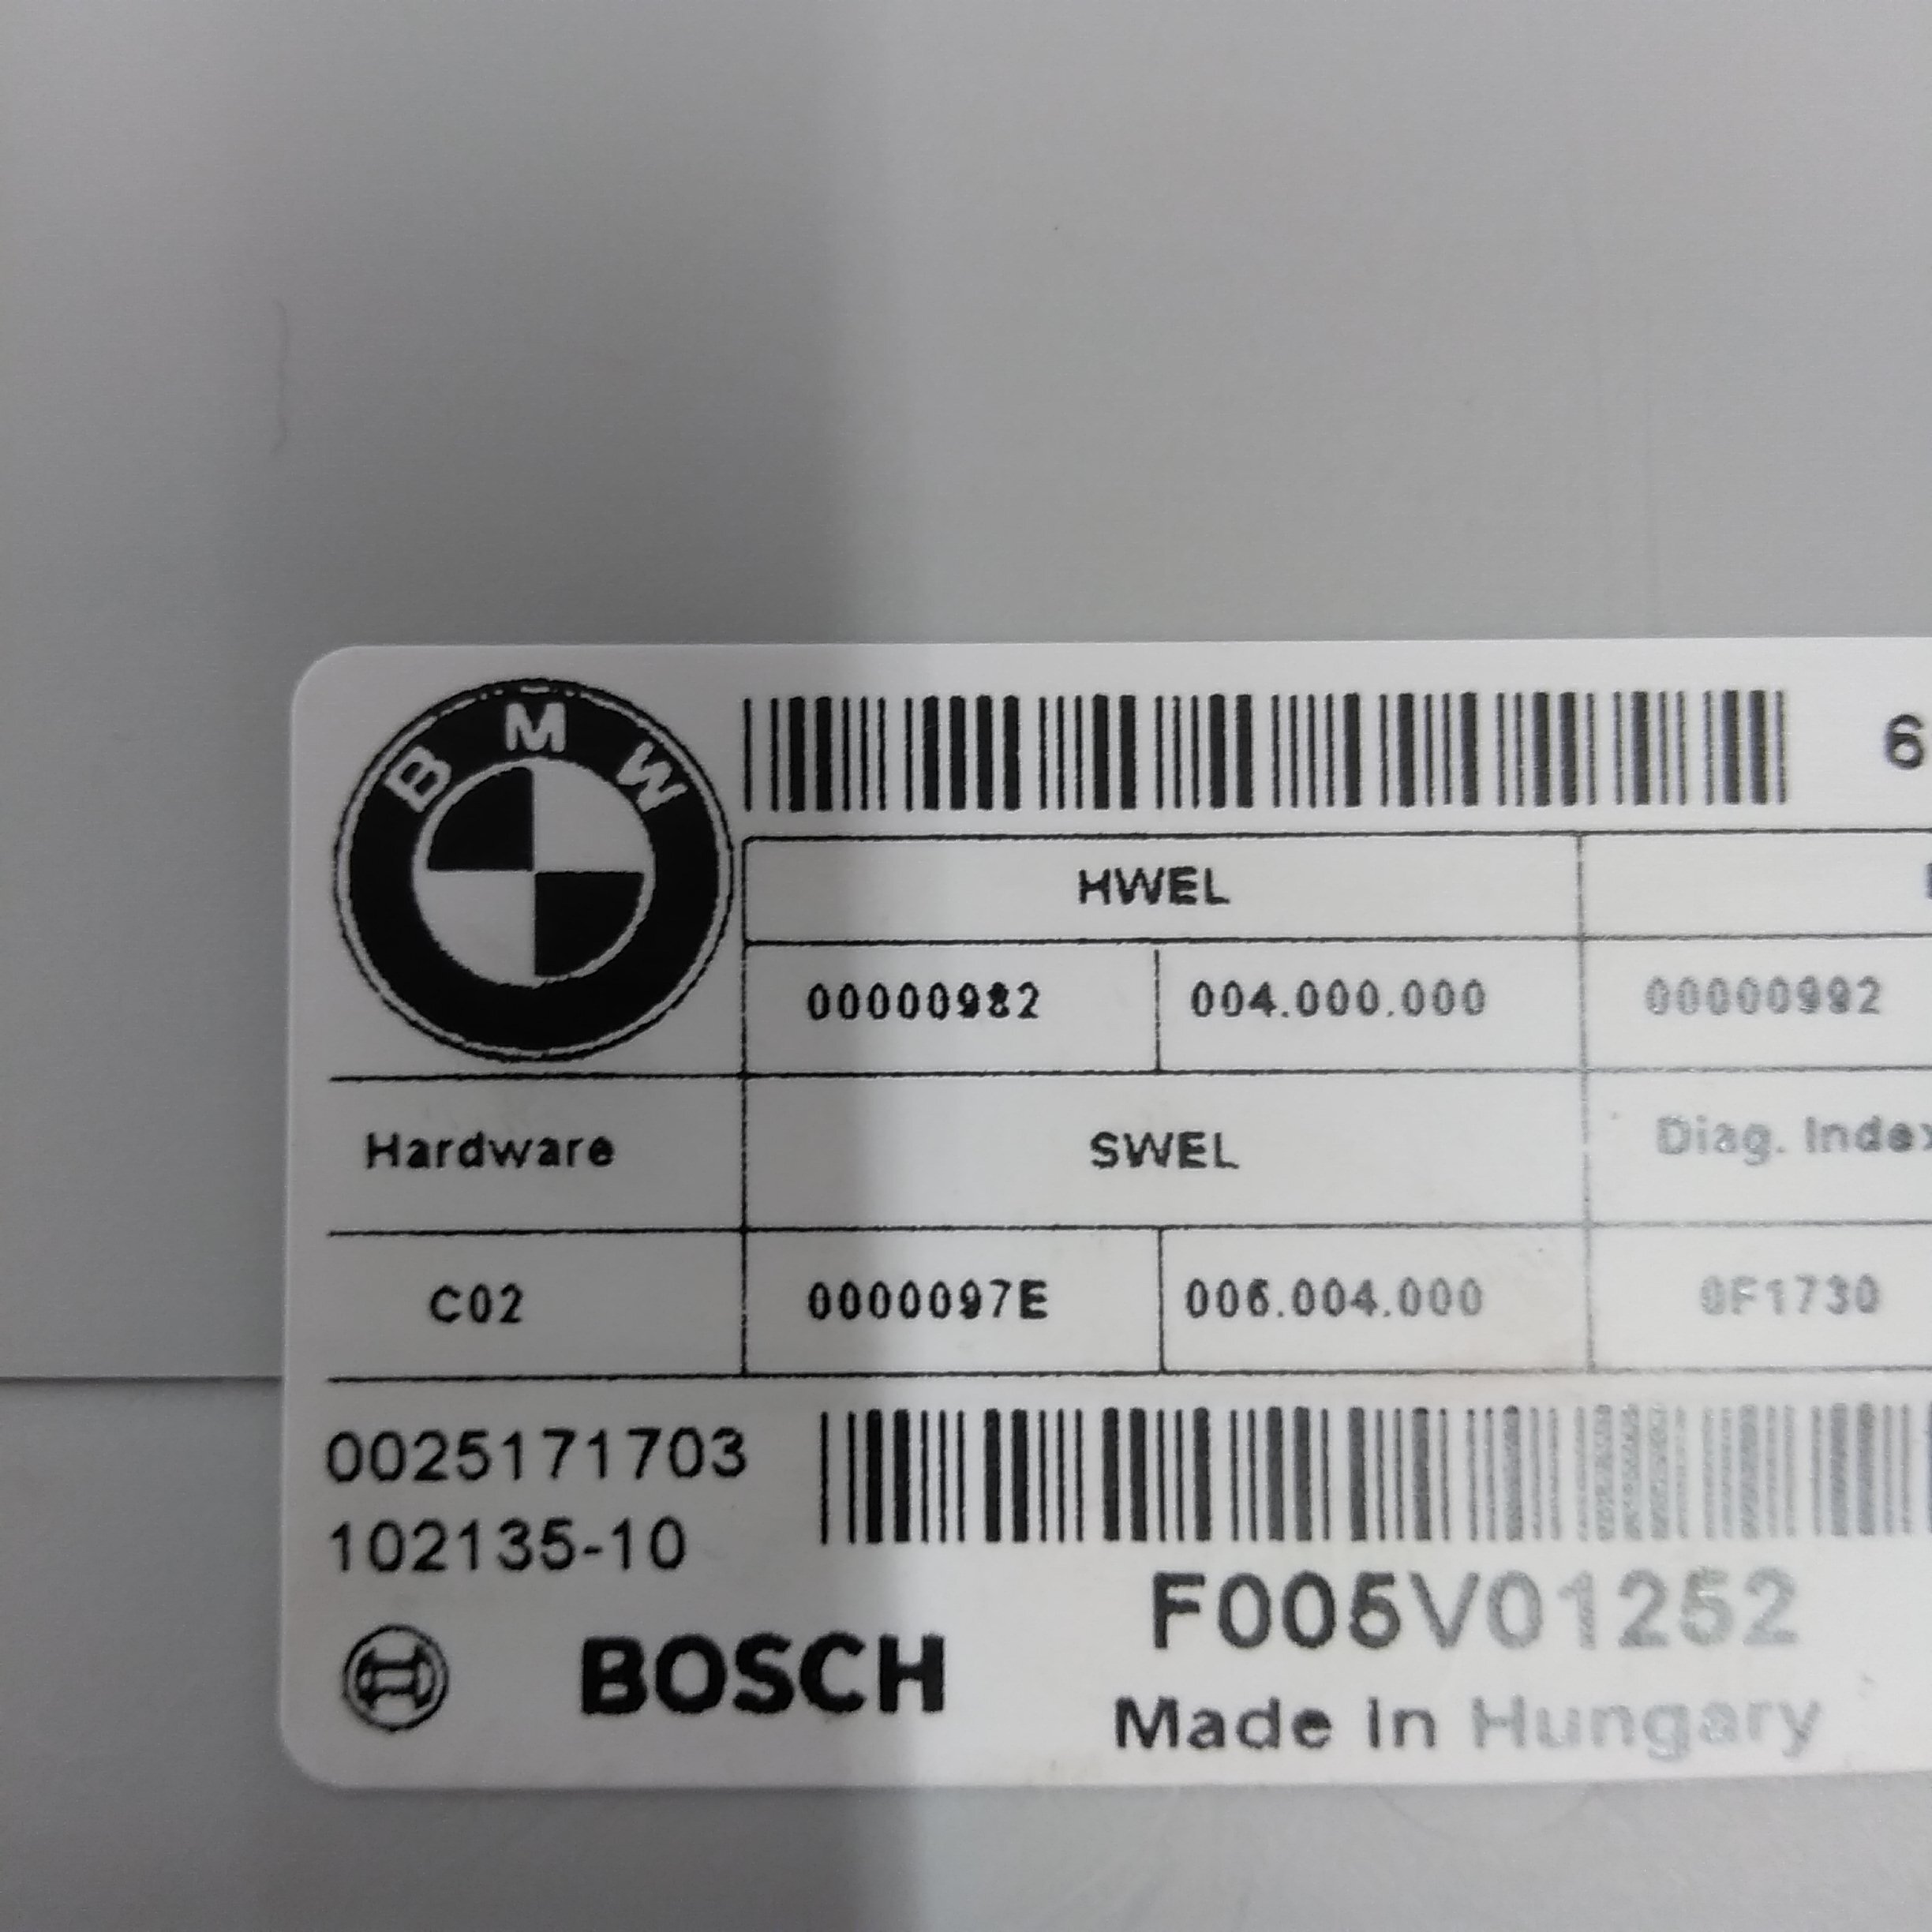 BMW
6
HWEL
00000982 004.000.000 00000992
Hardware SWEL Diag. Index
C02 0000097E 006.004.000 0F1730
0025171703
102135-10
F005V01252
BOSCH
Made in Hungary